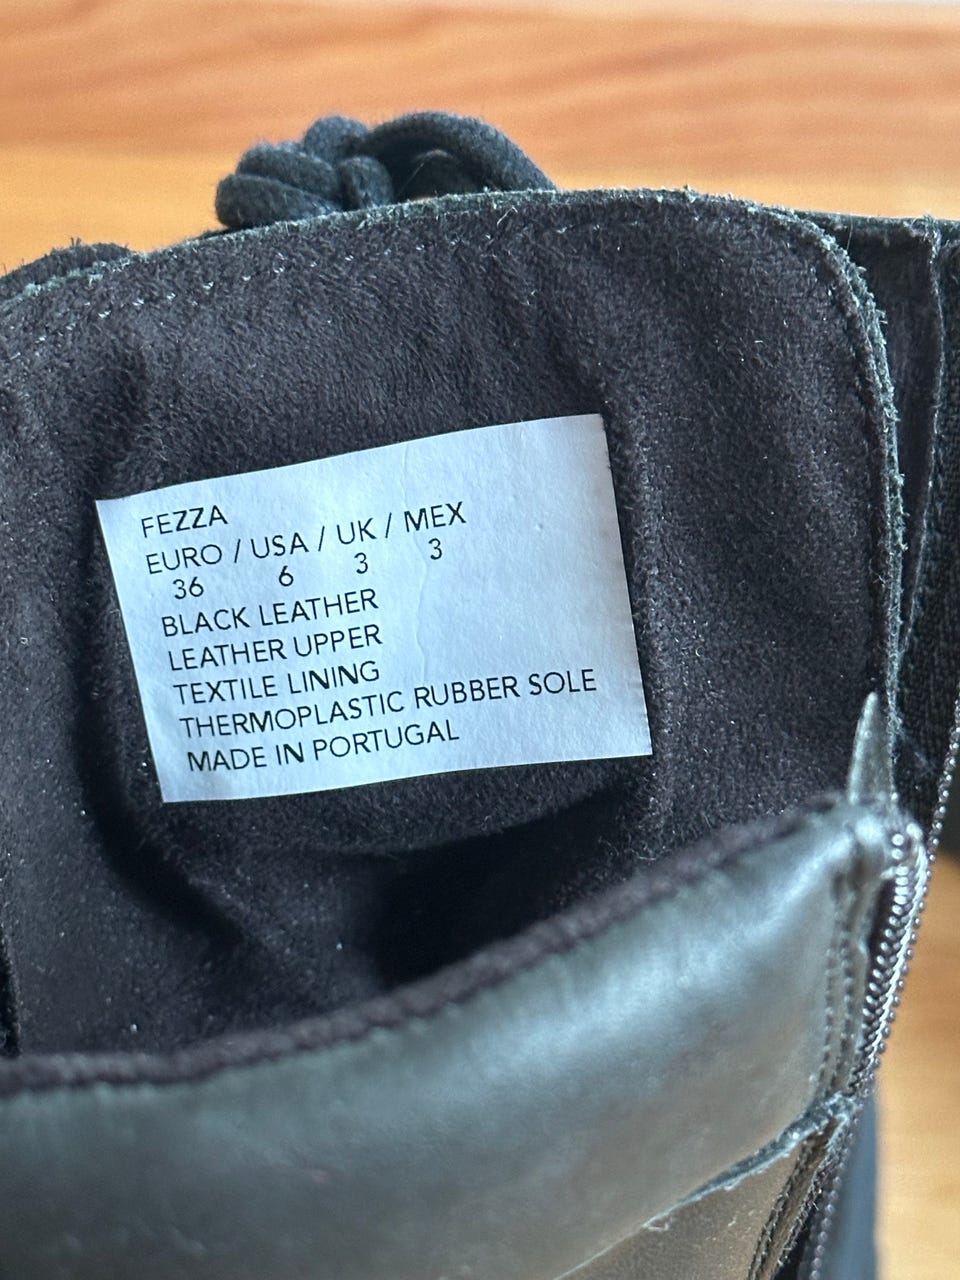 FEZZA
EURO / USA / UK / MEX
36 6 3 3
BLACK LEATHER
LEATHER UPPER
TEXTILE LINING
THERMOPLASTIC RUBBER SOLE
MADE IN PORTUGAL